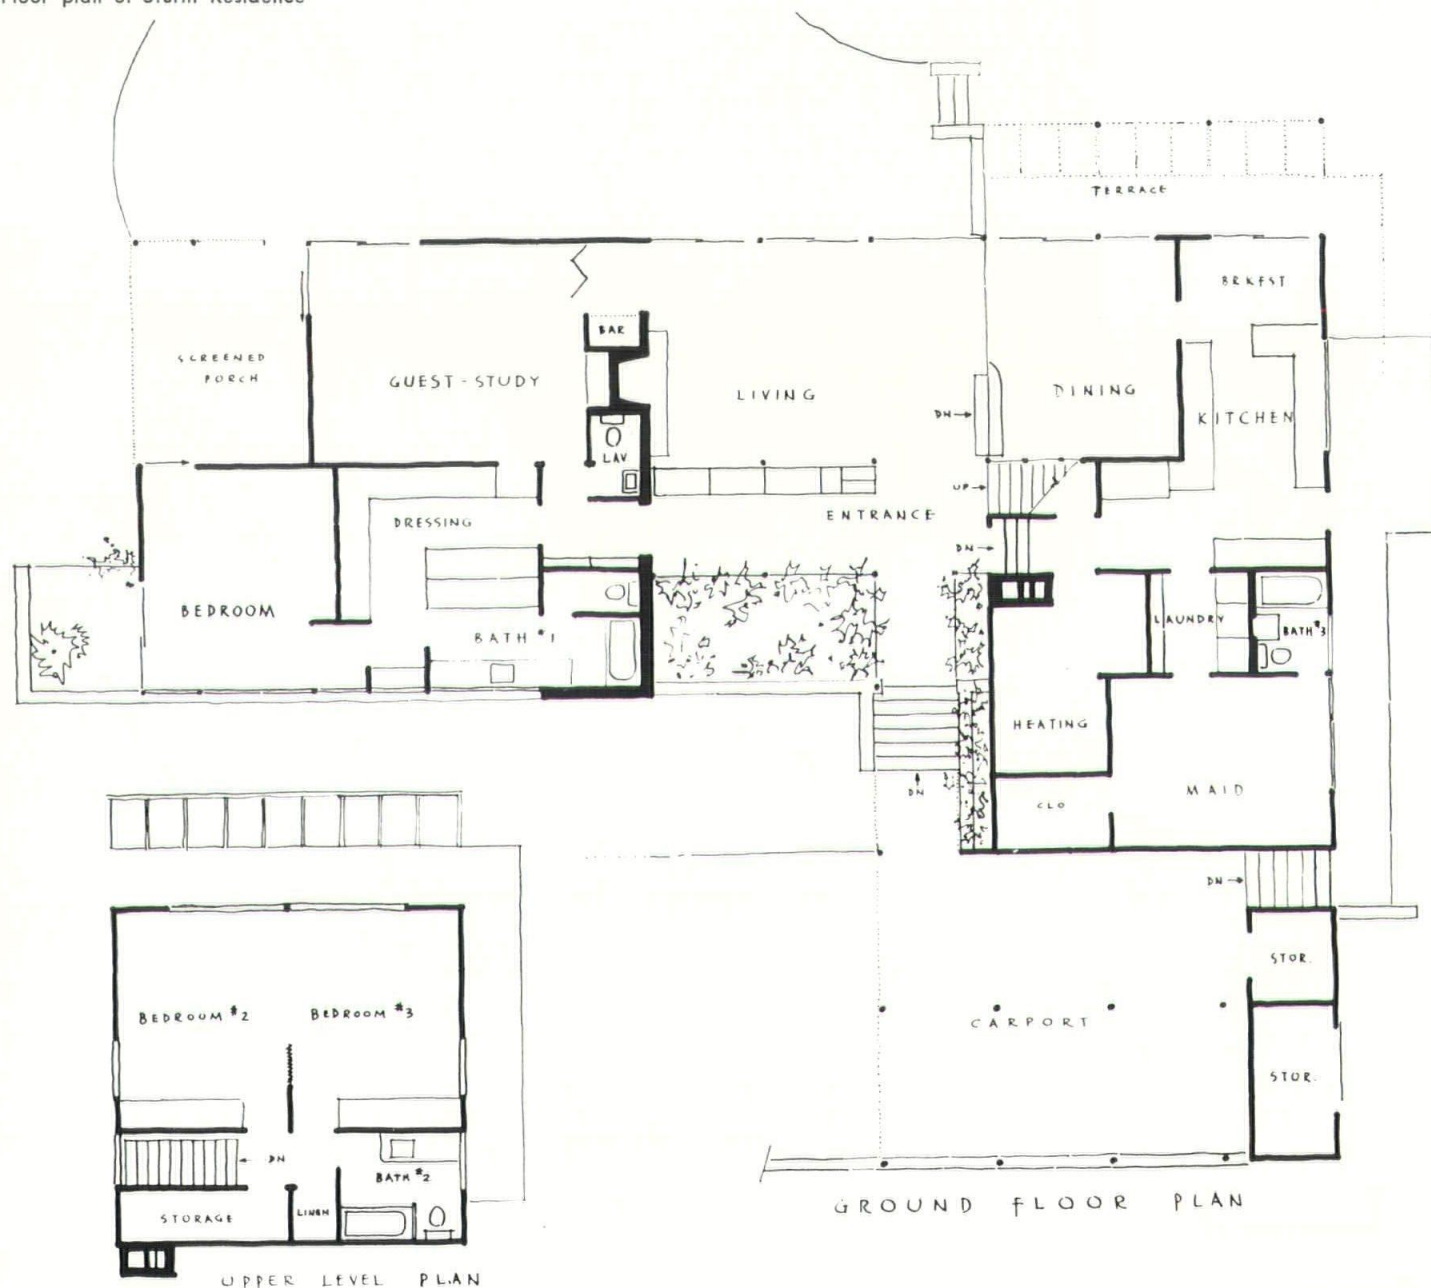 Floor plan of Sturm Residence
TERRACE
BRKFST
BAR
SCREENED
PORCH
GUEST-STUDY
LIVING
DINING
DN
KITCHEN
LAV
UP
ENTRANCE
DRESSING
DN
BEDROOM
BATH #1
LAUNDRY
BATH #3
HEATING
DN
CLO
MAID
DN
STOR.
BEDROOM #2
BEDROOM #3
CARPORT
STOR.
DN
BATH #2
STORAGE
LINEN
GROUND FLOOR PLAN
UPPER LEVEL PLAN